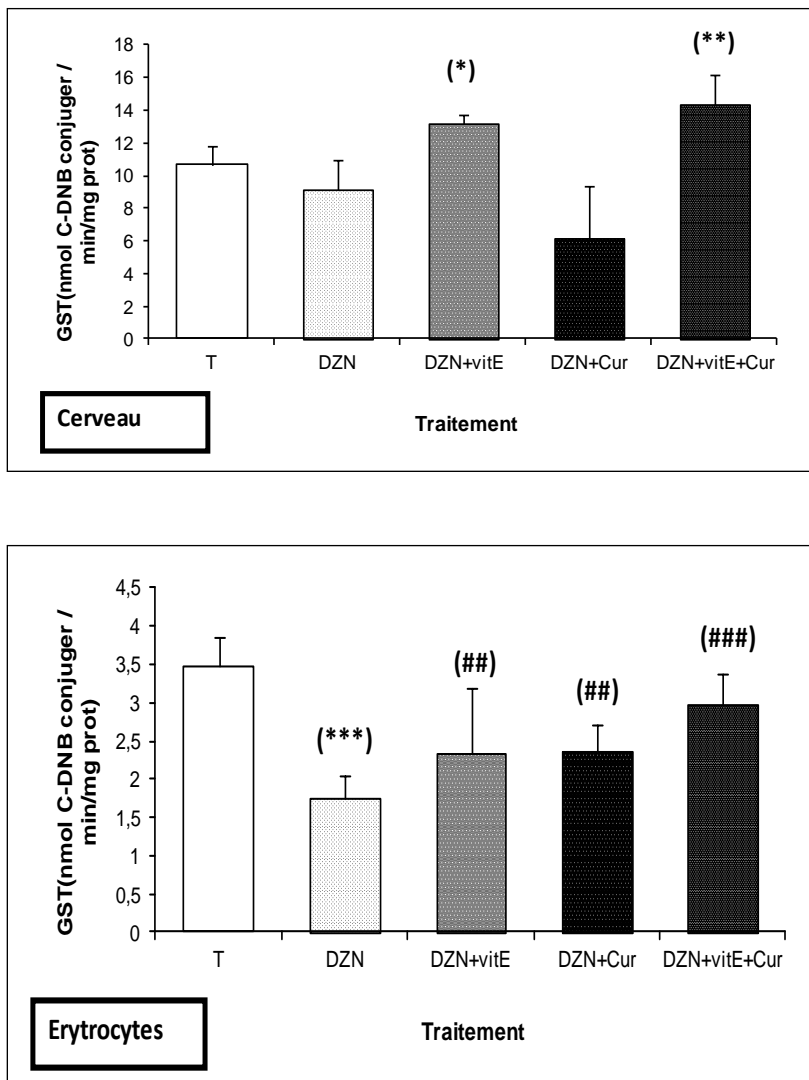 GST(nmol C-DNB conjuger /
min/mg prot)
18
16
14
12
10
8
6
4
2
0
(*)
(**)
T
DZN
DZN+vitE
DZN+Cur
DZN+vitE+Cur
Cerveau
Traitement
GST(nmol C-DNB conjuger /
min/mg prot)
4,5
4
3,5
3
2,5
2
1,5
1
0,5
0
(***)
(##)
(##)
(###)
T
DZN
DZN+vitE
DZN+Cur
DZN+vitE+Cur
Erytrocytes
Traitement